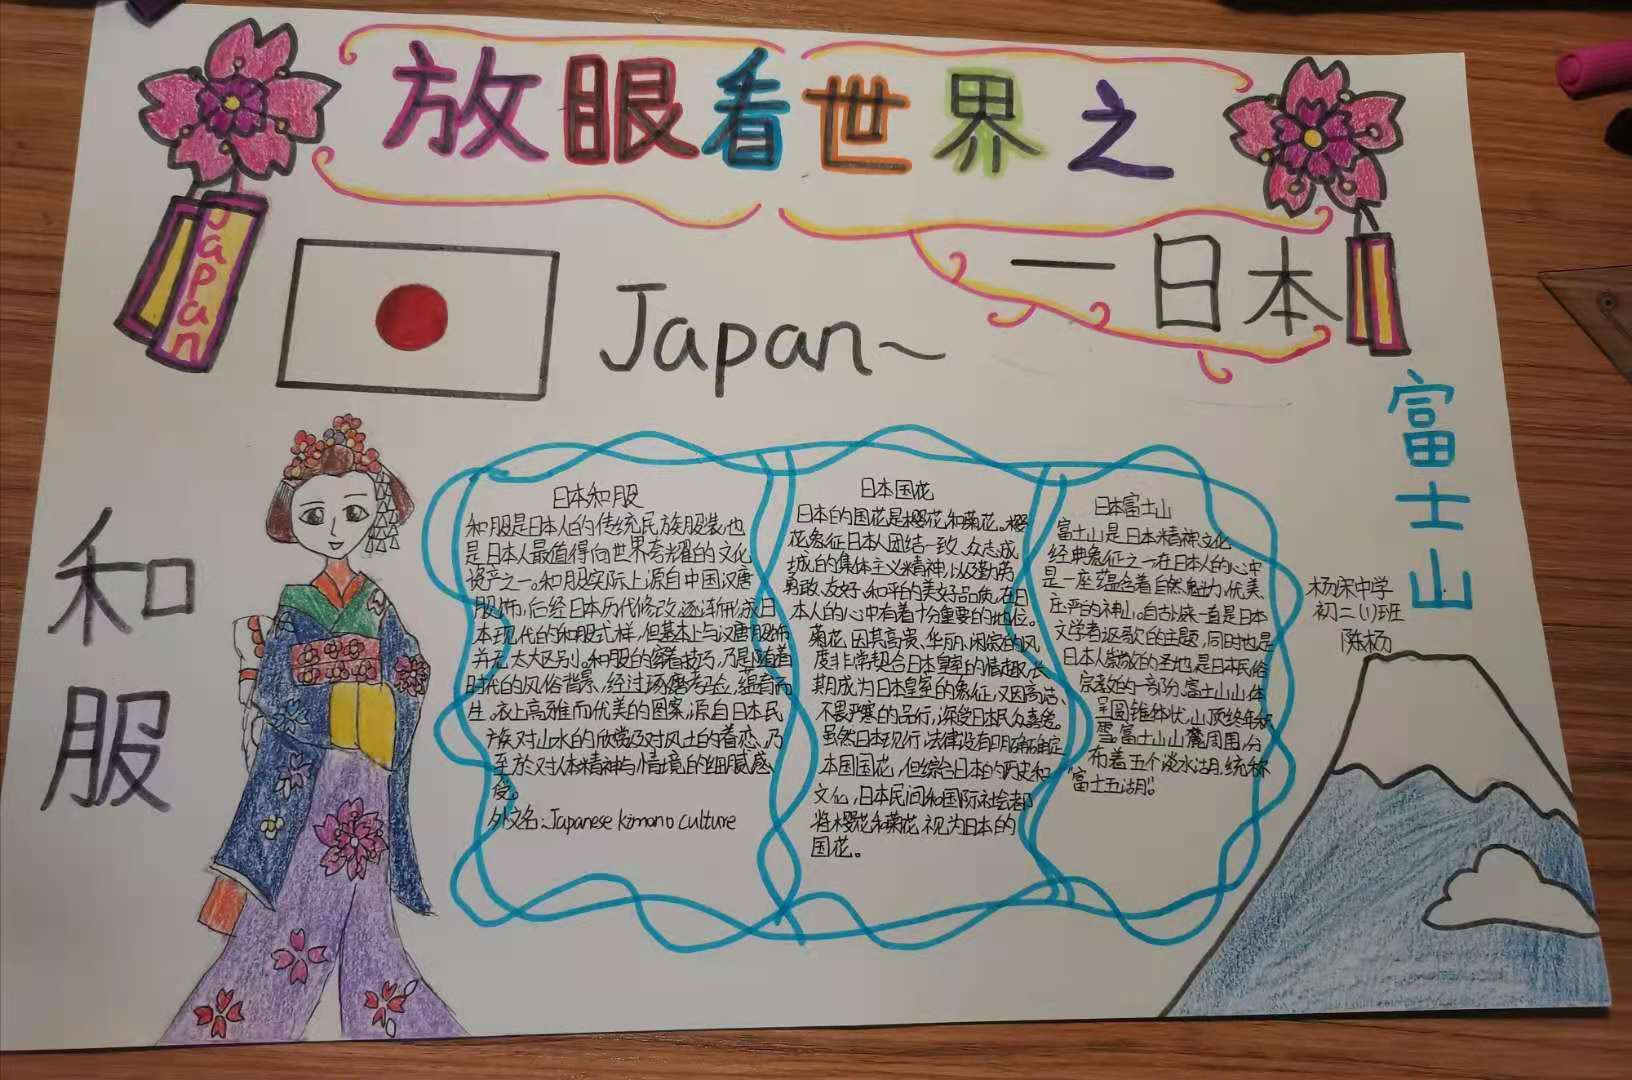 放眼看世界之
一日本
Japan
Japan~
富士山
和服
日本和服
和服是日本人的传统民族服装,也
是日本人最值得向世界夸耀的文化
资产之一。和服实际上源自中国汉唐
服饰,后经日本历代修改,逐渐形成日
本现代的和服式样,但基本上与汉唐服饰
并无太大区别。和服的穿着技巧,乃是随着
时代的风俗背景、经过琢磨考验,缊育而
生。衣上高雅而优美的图案,源自日本民
族对山水的欣赏及对风土的眷恋,乃
至於对人体精神与情境的细腻感
受。
外文名:Japanese kimono culture
日本国花
日本的国花是樱花和菊花。樱
花象征日本人团结一致、众志成
城的集体主义精神,以及勤劳
勇敢、友好、和平的美好品质,在日
本人的心中有着十分重要的地位。
菊花,因其高贵、华丽、闲寂的风
度非常契合日本皇室的情趣,长
期成为日本皇室的象征,又因高洁、
不畏严寒的品行,深受日本民众喜爱。
虽然日本现行法律没有明确确定
本国国花,但综合日本的历史和
文化,日本民间和国际社会都
将樱花和菊花视为日本的
国花。
日本富士山
富士山是日本精神、文化
经典象征之一在日本人的心中
是一座蕴含着自然魅力、优美、
庄严的神山。自古以来一直是日本
文学者讴歌的主题,同时也是
日本人崇敬的圣地,是日本民俗
宗教的一部分,富士山山体
呈圆锥体状,山顶终年积
雪,富士山山麓周围,分
布着五个淡水湖,统称
“富士五湖”。
杨宋中学
初二(1)班
陈杨